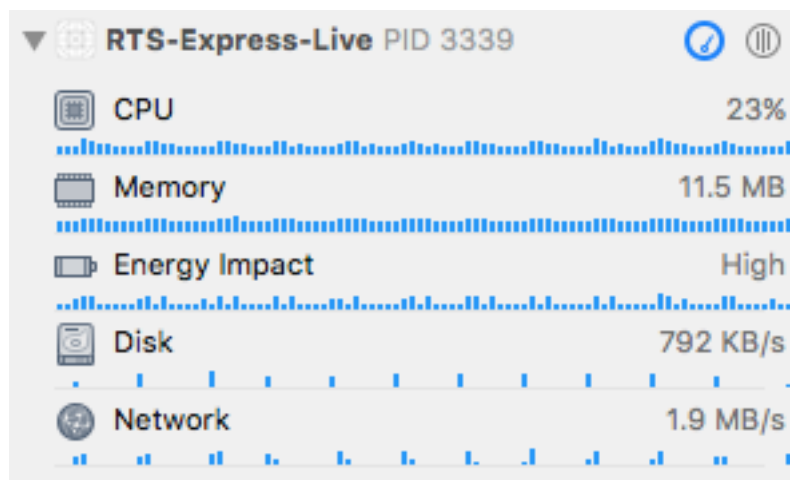 RTS-Express-Live PID 3339
CPU 23%
Memory 11.5 MB
Energy Impact High
Disk 792 KB/s
Network 1.9 MB/s